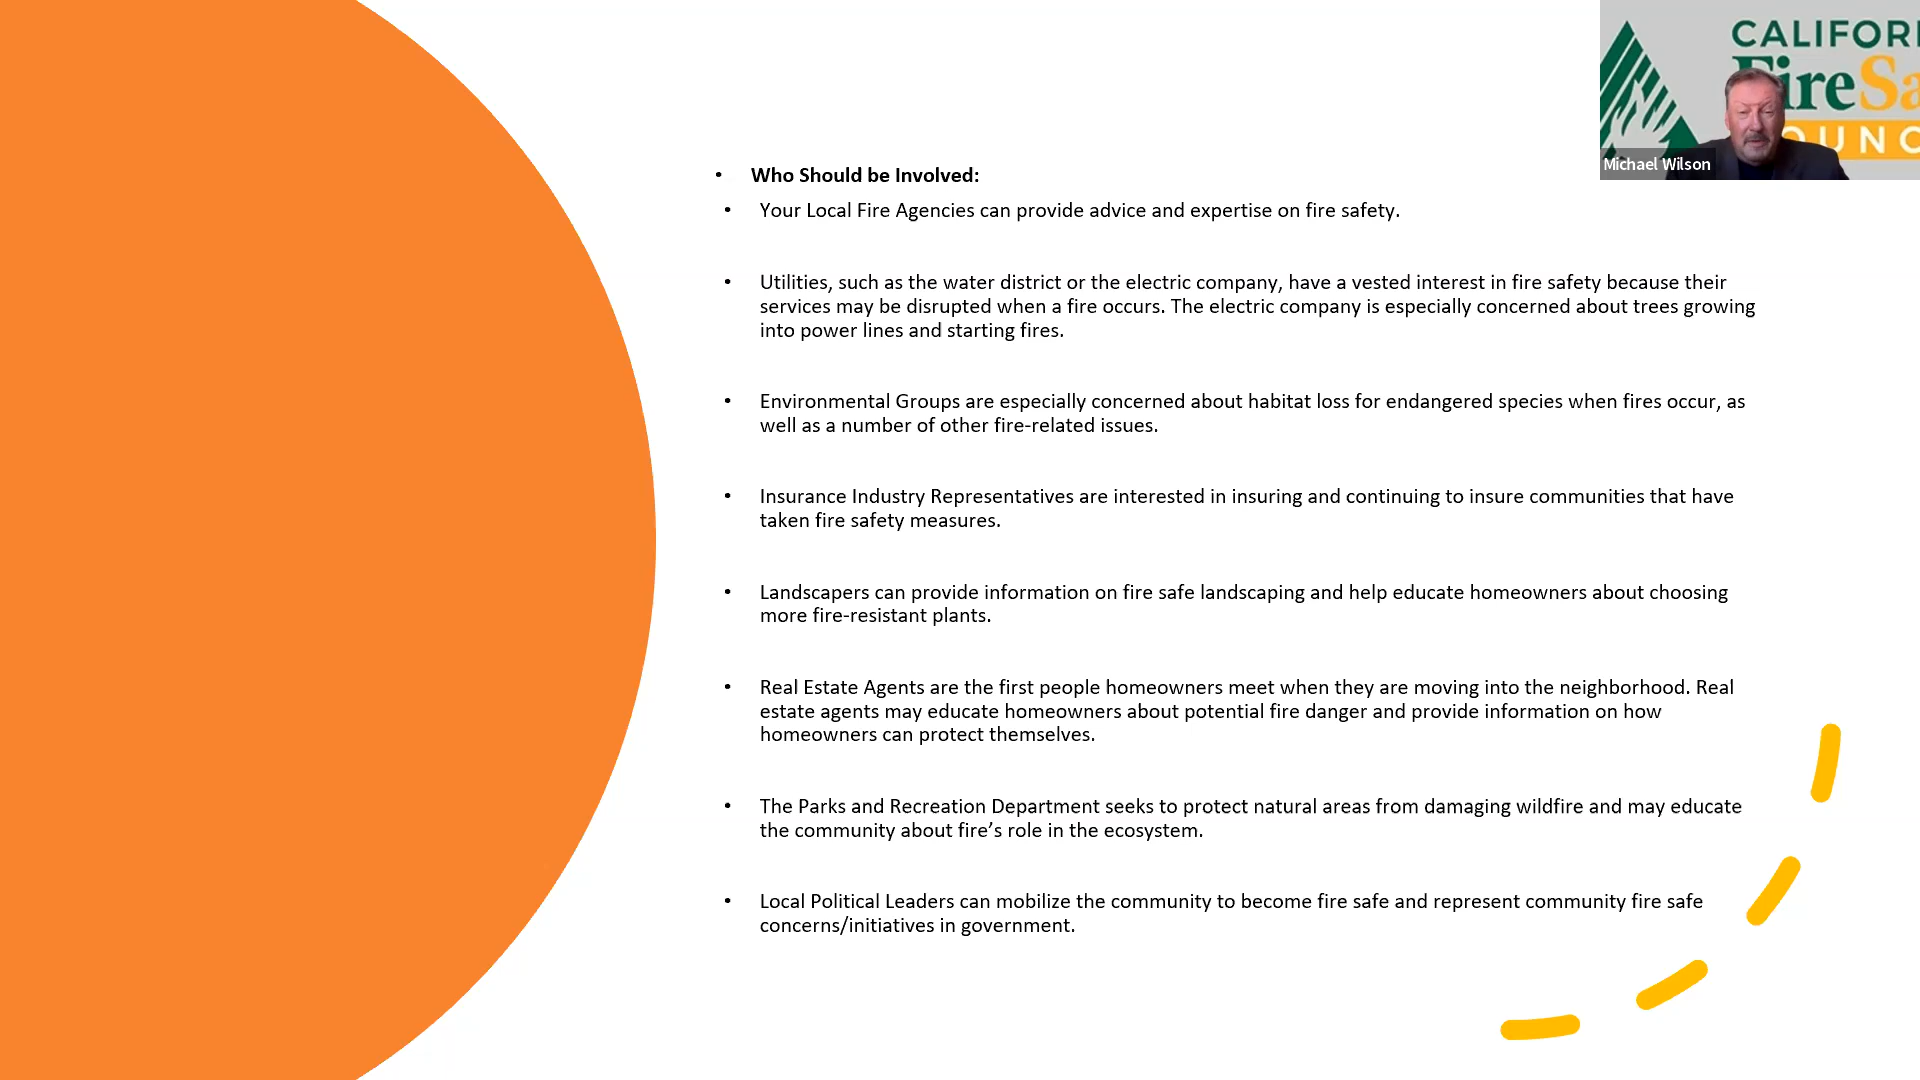 CALIFOR
FireSa
OUNC
Michael Wilson
• Who Should be Involved:
• Your Local Fire Agencies can provide advice and expertise on fire safety.
• Utilities, such as the water district or the electric company, have a vested interest in fire safety because their
services may be disrupted when a fire occurs. The electric company is especially concerned about trees growing
into power lines and starting fires.
• Environmental Groups are especially concerned about habitat loss for endangered species when fires occur, as
well as a number of other fire-related issues.
• Insurance Industry Representatives are interested in insuring and continuing to insure communities that have
taken fire safety measures.
• Landscapers can provide information on fire safe landscaping and help educate homeowners about choosing
more fire-resistant plants.
• Real Estate Agents are the first people homeowners meet when they are moving into the neighborhood. Real
estate agents may educate homeowners about potential fire danger and provide information on how
homeowners can protect themselves.
• The Parks and Recreation Department seeks to protect natural areas from damaging wildfire and may educate
the community about fire’s role in the ecosystem.
• Local Political Leaders can mobilize the community to become fire safe and represent community fire safe
concerns/initiatives in government.